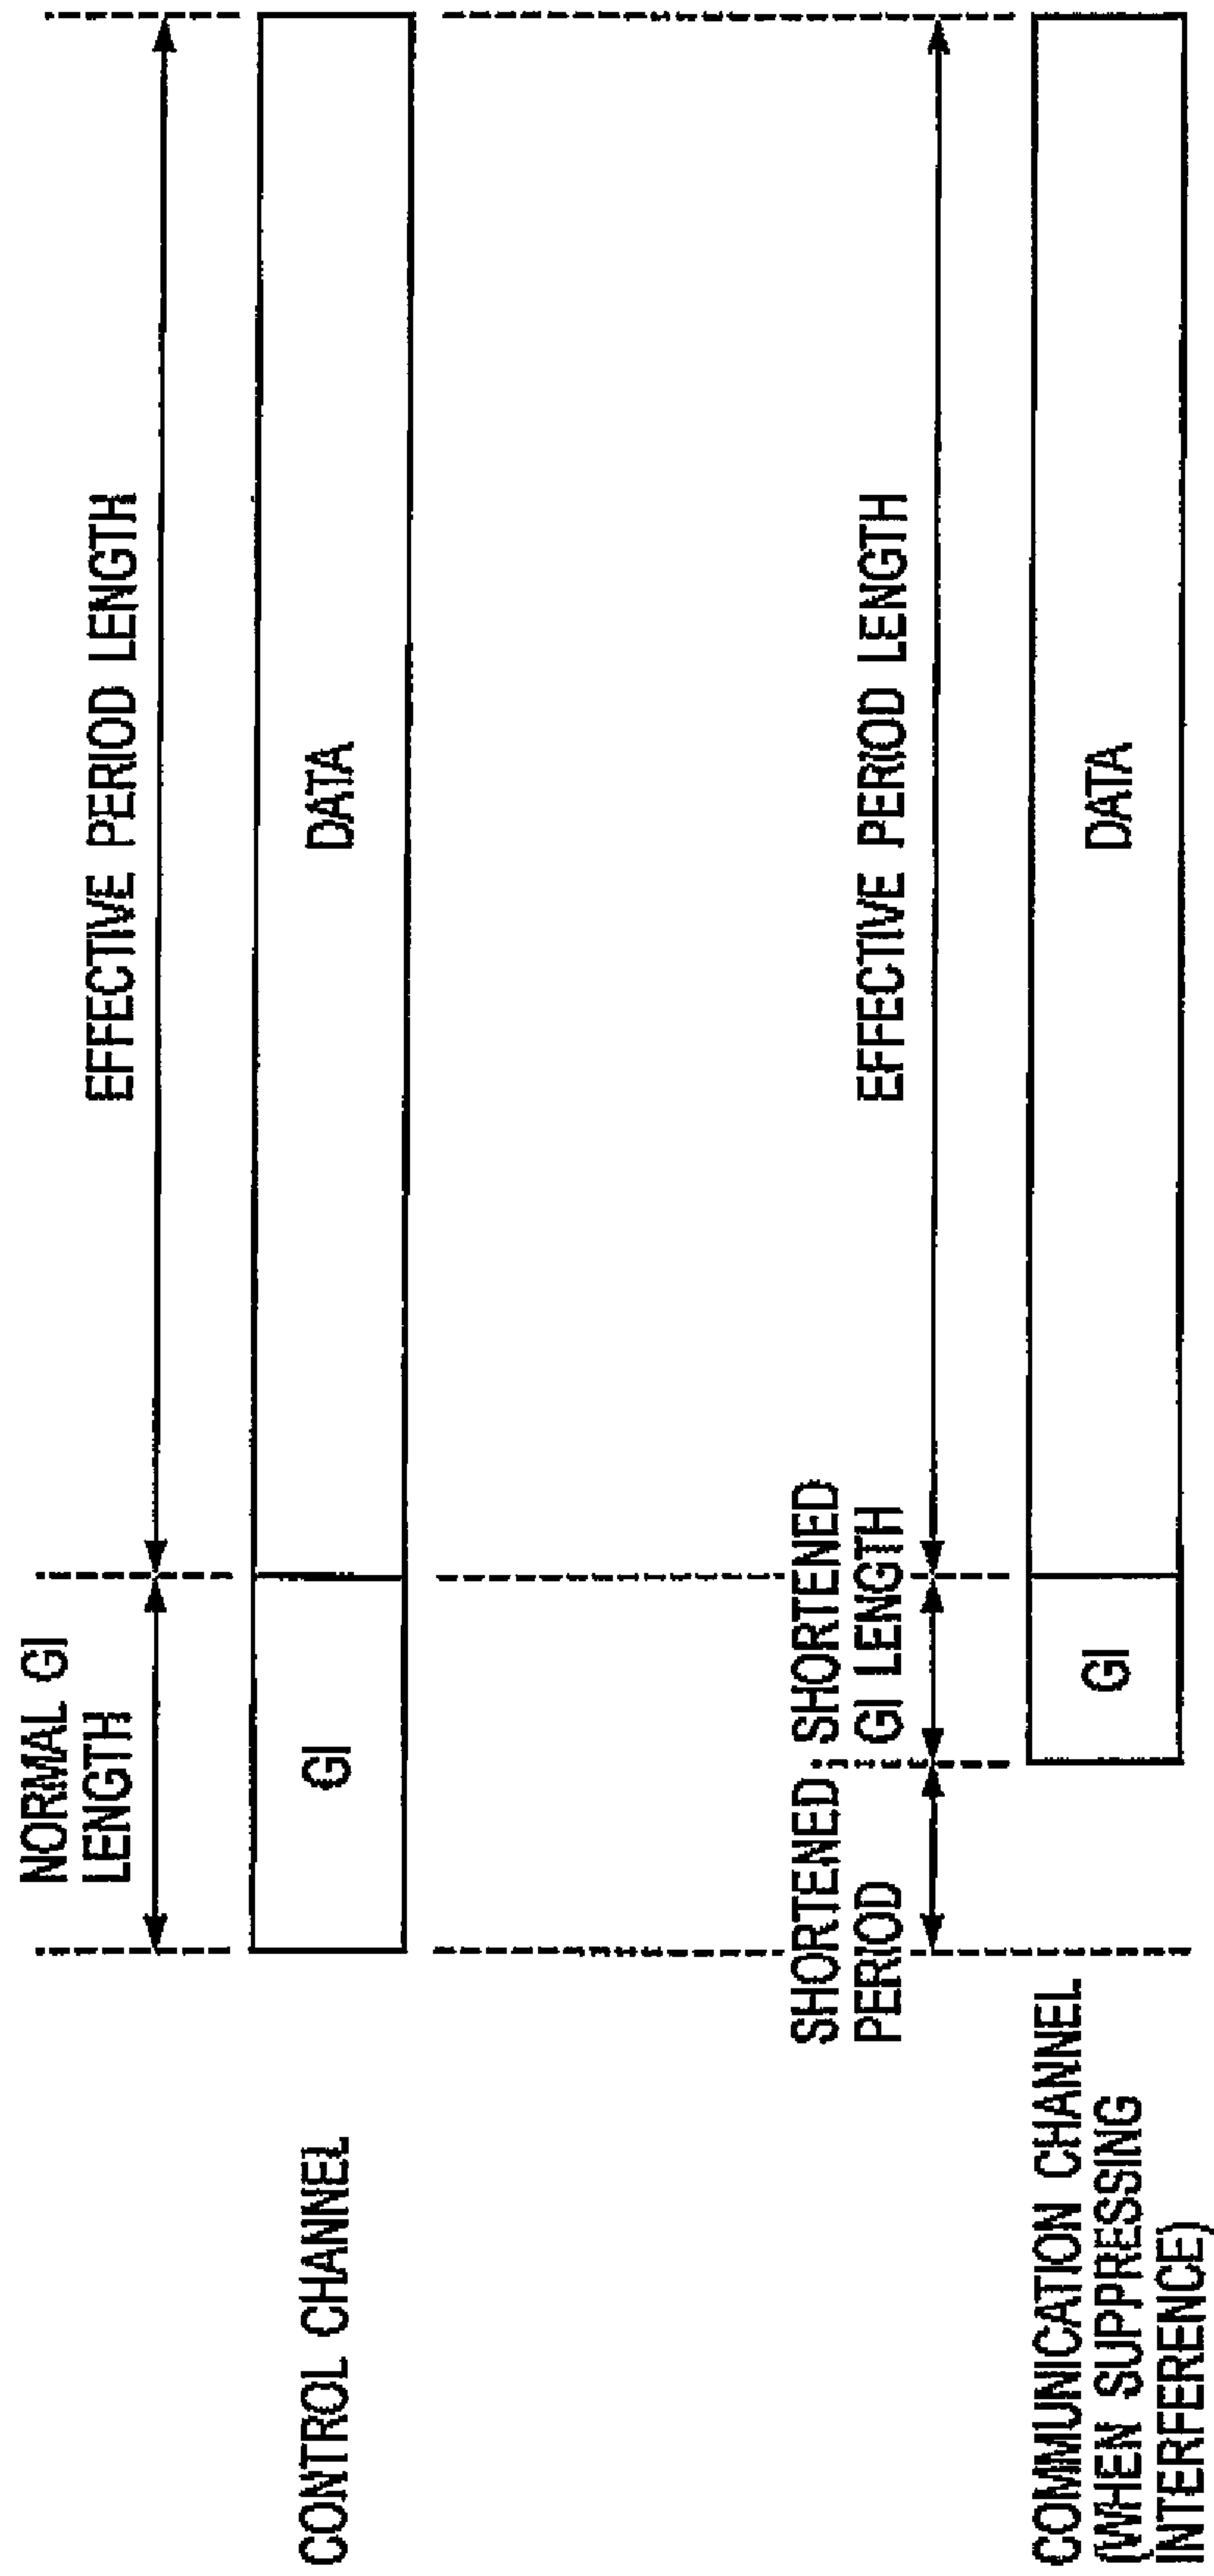 NORMAL GI
LENGTH
EFFECTIVE PERIOD LENGTH
CONTROL CHANNEL
GI
DATA
SHORTENED
PERIOD
SHORTENED
GI LENGTH
EFFECTIVE PERIOD LENGTH
COMMUNICATION CHANNEL
(WHEN SUPPRESSING
INTERFERENCE)
GI
DATA